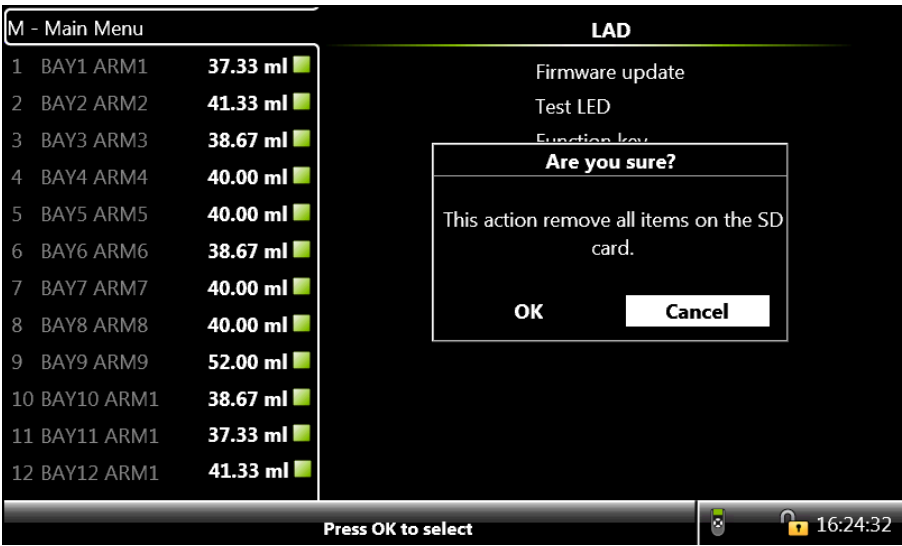 M - Main Menu
1 BAY1 ARM1 37.33 ml
2 BAY2 ARM2 41.33 ml
3 BAY3 ARM3 38.67 ml
4 BAY4 ARM4 40.00 ml
5 BAY5 ARM5 40.00 ml
6 BAY6 ARM6 38.67 ml
7 BAY7 ARM7 40.00 ml
8 BAY8 ARM8 40.00 ml
9 BAY9 ARM9 52.00 ml
10 BAY10 ARM1 38.67 ml
11 BAY11 ARM1 37.33 ml
12 BAY12 ARM1 41.33 ml
LAD
Firmware update
Test LED
Function key
Are you sure?
This action remove all items on the SD
card.
OK Cancel
Press OK to select
16:24:32